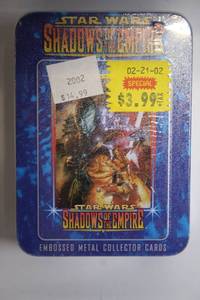 STAR WARS
SHADOWS OF THE EMPIRE
2002
$14.99
02-21-02
SPECIAL
$3.99
+TAX
STAR WARS
SHADOWS OF THE EMPIRE
EMBOSSED METAL COLLECTOR CARDS